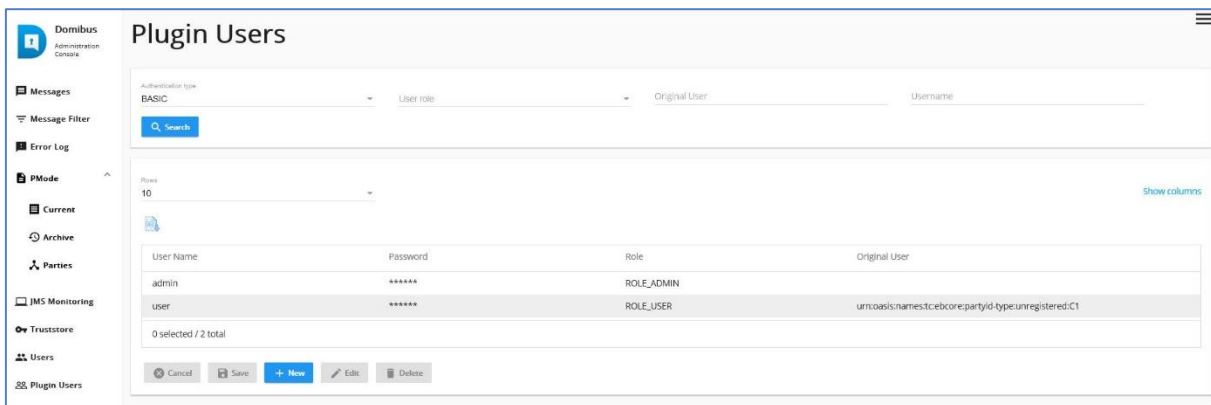 Domibus
Administration
Console
Messages
Message Filter
Error Log
PMode
Current
Archive
Parties
JMS Monitoring
Truststore
Users
Plugin Users
Plugin Users
Authentication type
BASIC
User role
Original User
Username
Search
Rows
10
Show columns
User Name Password Role Original User
admin ****** ROLE_ADMIN
user ****** ROLE_USER urn:oasis:names:tc:ebcore:partyid-type:unregistered:C1
0 selected / 2 total
Cancel Save + New Edit Delete